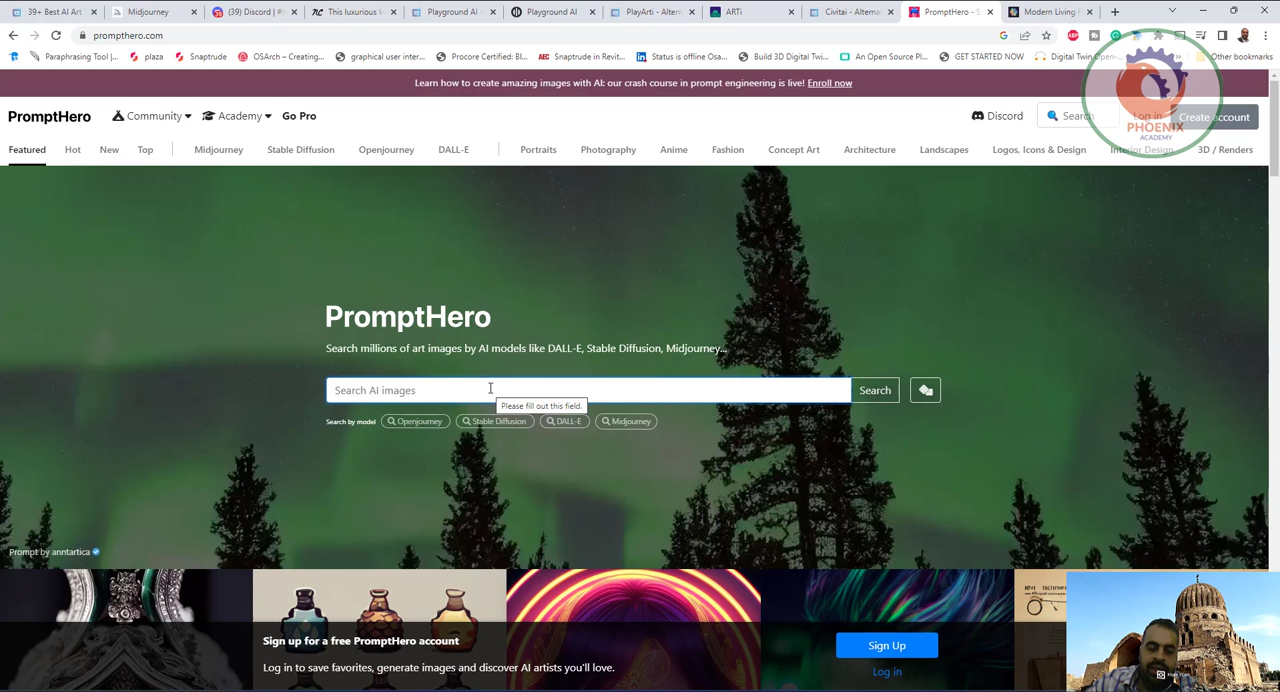 39+ Best AI Art
Midjourney
(39) Discord | #
This luxurious k
Playground AI -
Playground AI
PlayArti - Altern
ARTi
Civitai - Alterna
PromptHero - S
Modern Living R
prompthero.com
Paraphrasing Tool |...
plaza
Snaptrude
OSArch – Creating...
graphical user inter...
Procore Certified: Bl...
AEC Snaptrude in Revit...
Status is offline Osa...
Build 3D Digital Twi...
An Open Source Pl...
GET STARTED NOW
Digital Twin Open-...
Other bookmarks
Learn how to create amazing images with AI: our crash course in prompt engineering is live! Enroll now
PromptHero
Community
Academy
Go Pro
Discord
Search
Log in
Create account
PHOENIX
ACADEMY
Featured
Hot
New
Top
Midjourney
Stable Diffusion
Openjourney
DALL-E
Portraits
Photography
Anime
Fashion
Concept Art
Architecture
Landscapes
Logos, Icons & Design
Interior Design
3D / Renders
PromptHero
Search millions of art images by AI models like DALL-E, Stable Diffusion, Midjourney...
Search AI images
Search
Please fill out this field.
Search by model
Openjourney
Stable Diffusion
DALL-E
Midjourney
Prompt by anntartica
Sign up for a free PromptHero account
Log in to save favorites, generate images and discover AI artists you'll love.
Sign Up
Log in